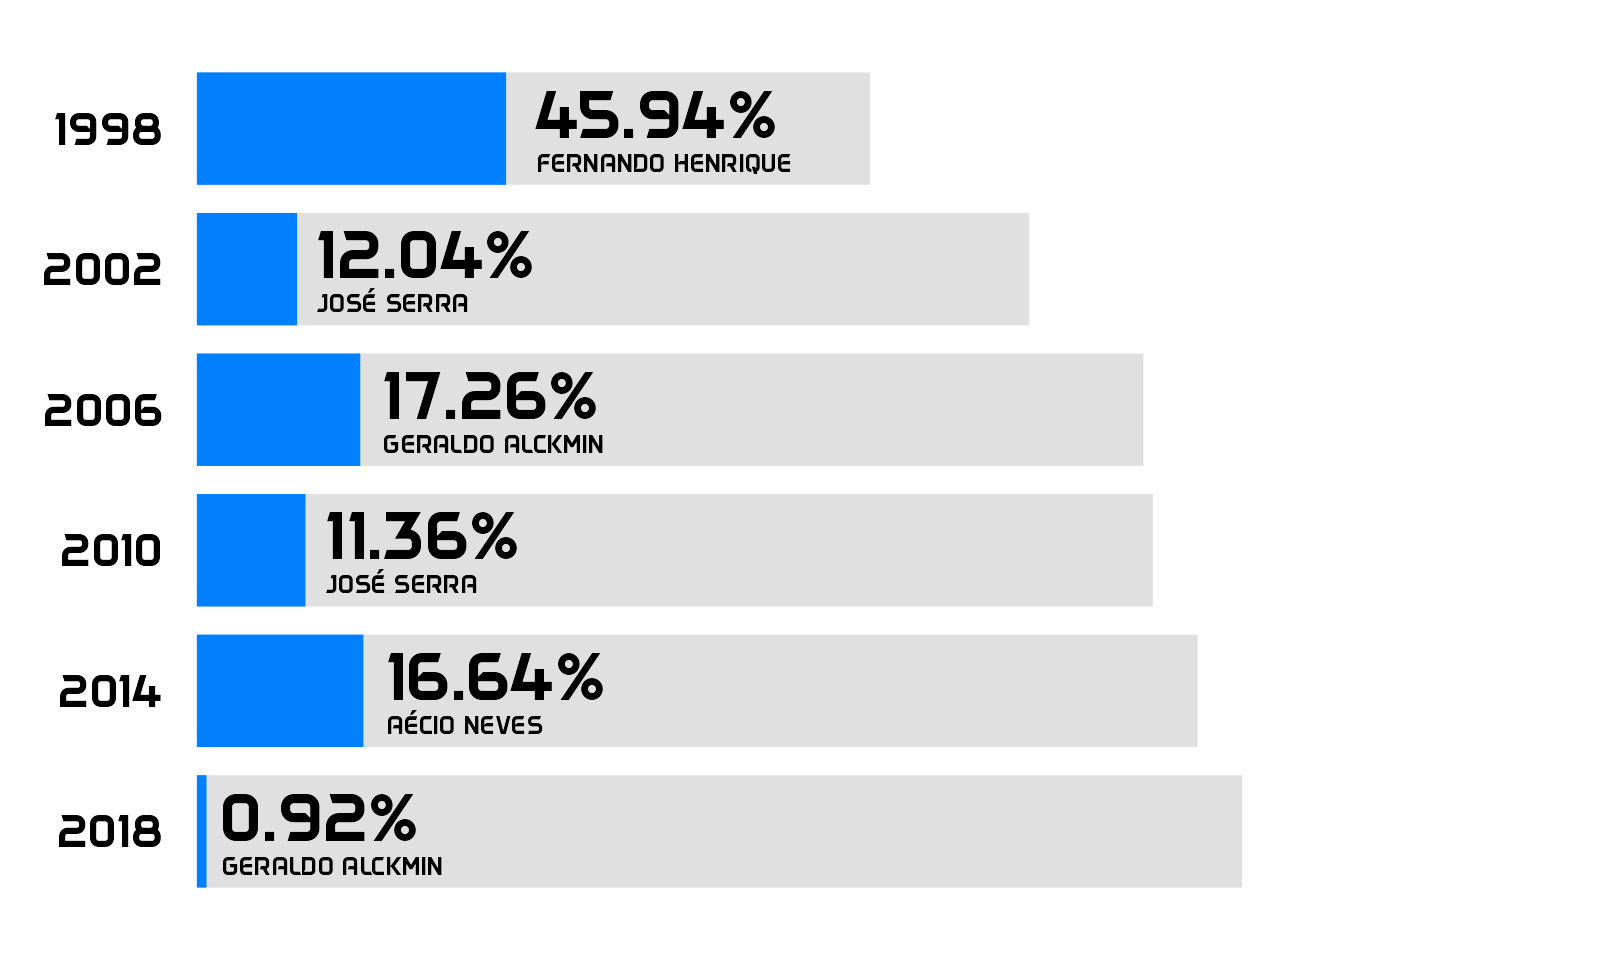 1998
45.94%
FERNANDO HENRIQUE
2002
12.04%
JOSÉ SERRA
2006
17.26%
GERALDO ALCKMIN
2010
11.36%
JOSÉ SERRA
2014
16.64%
AÉCIO NEVES
2018
0.92%
GERALDO ALCKMIN